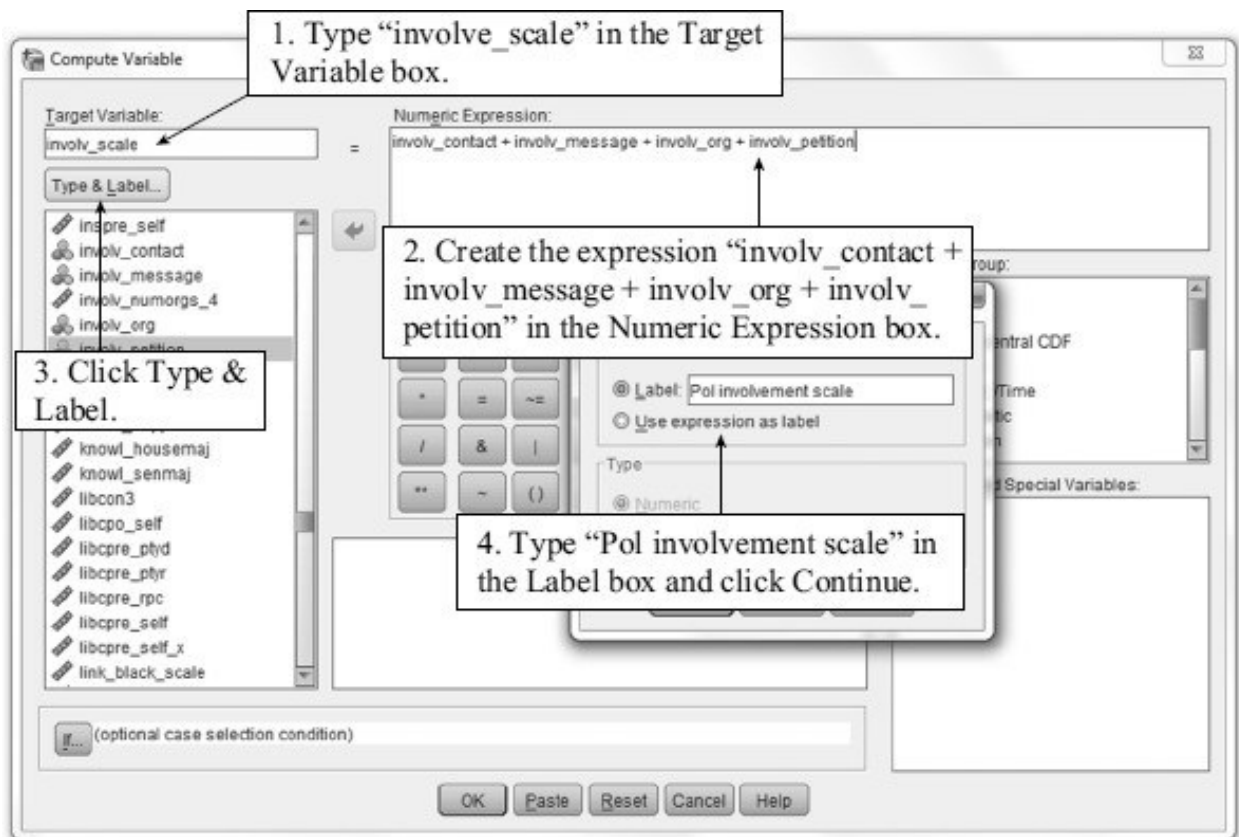 1. Type “involve_scale” in the Target
Variable box.
Compute Variable
Target Variable:
involv_scale
=
Numeric Expression:
involv_contact + involv_message + involv_org + involv_petition
Type & Label...
inspre_self
involv_contact
involv_message
involv_numorgs_4
involv_org
involv_petition
2. Create the expression “involv_contact +
involv_message + involv_org + involv_
petition” in the Numeric Expression box.
3. Click Type &
Label.
knowl_housemaj
knowl_senmaj
libcon3
libcpo_self
libcpre_ptyd
libcpre_ptyr
libcpre_rpc
libcpre_self
libcpre_self_x
link_black_scale
* = ~=
/ & |
** ~ ()
Label: Pol involvement scale
Use expression as label
Type
Numeric
4. Type “Pol involvement scale” in
the Label box and click Continue.
roup:
entral CDF
/Time
tic
d Special Variables:
If... (optional case selection condition)
OK Paste Reset Cancel Help